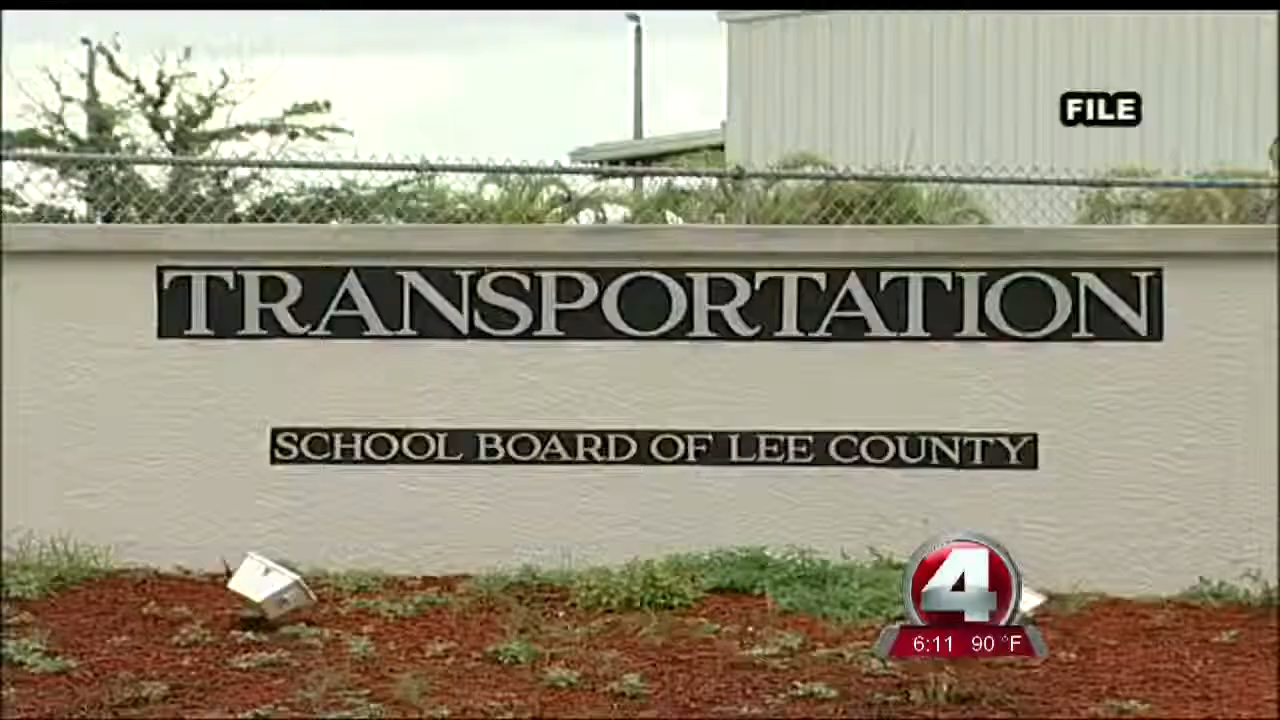 FILE
TRANSPORTATION
SCHOOL BOARD OF LEE COUNTY
4
6:11 90 °F